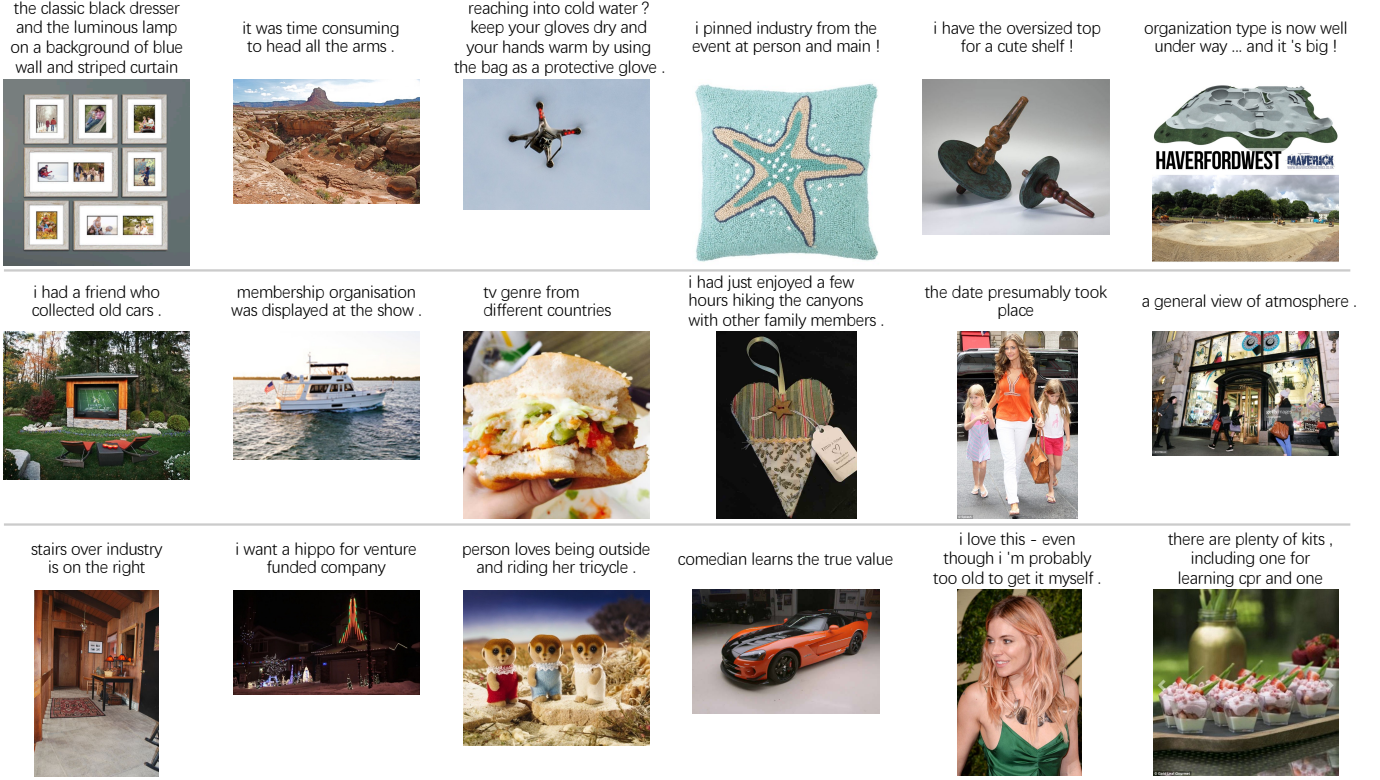 the classic black dresser
and the luminous lamp
on a background of blue
wall and striped curtain
it was time consuming
to head all the arms .
reaching into cold water ?
keep your gloves dry and
your hands warm by using
the bag as a protective glove .
i pinned industry from the
event at person and main !
i have the oversized top
for a cute shelf !
organization type is now well
under way ... and it 's big !
HAVERFORDWEST
MAVERICK
i had a friend who
collected old cars .
membership organisation
was displayed at the show .
tv genre from
different countries
i had just enjoyed a few
hours hiking the canyons
with other family members .
the date presumably took
place
a general view of atmosphere .
stairs over industry
is on the right
i want a hippo for venture
funded company
person loves being outside
and riding her tricycle .
comedian learns the true value
i love this - even
though i 'm probably
too old to get it myself .
there are plenty of kits ,
including one for
learning cpr and one